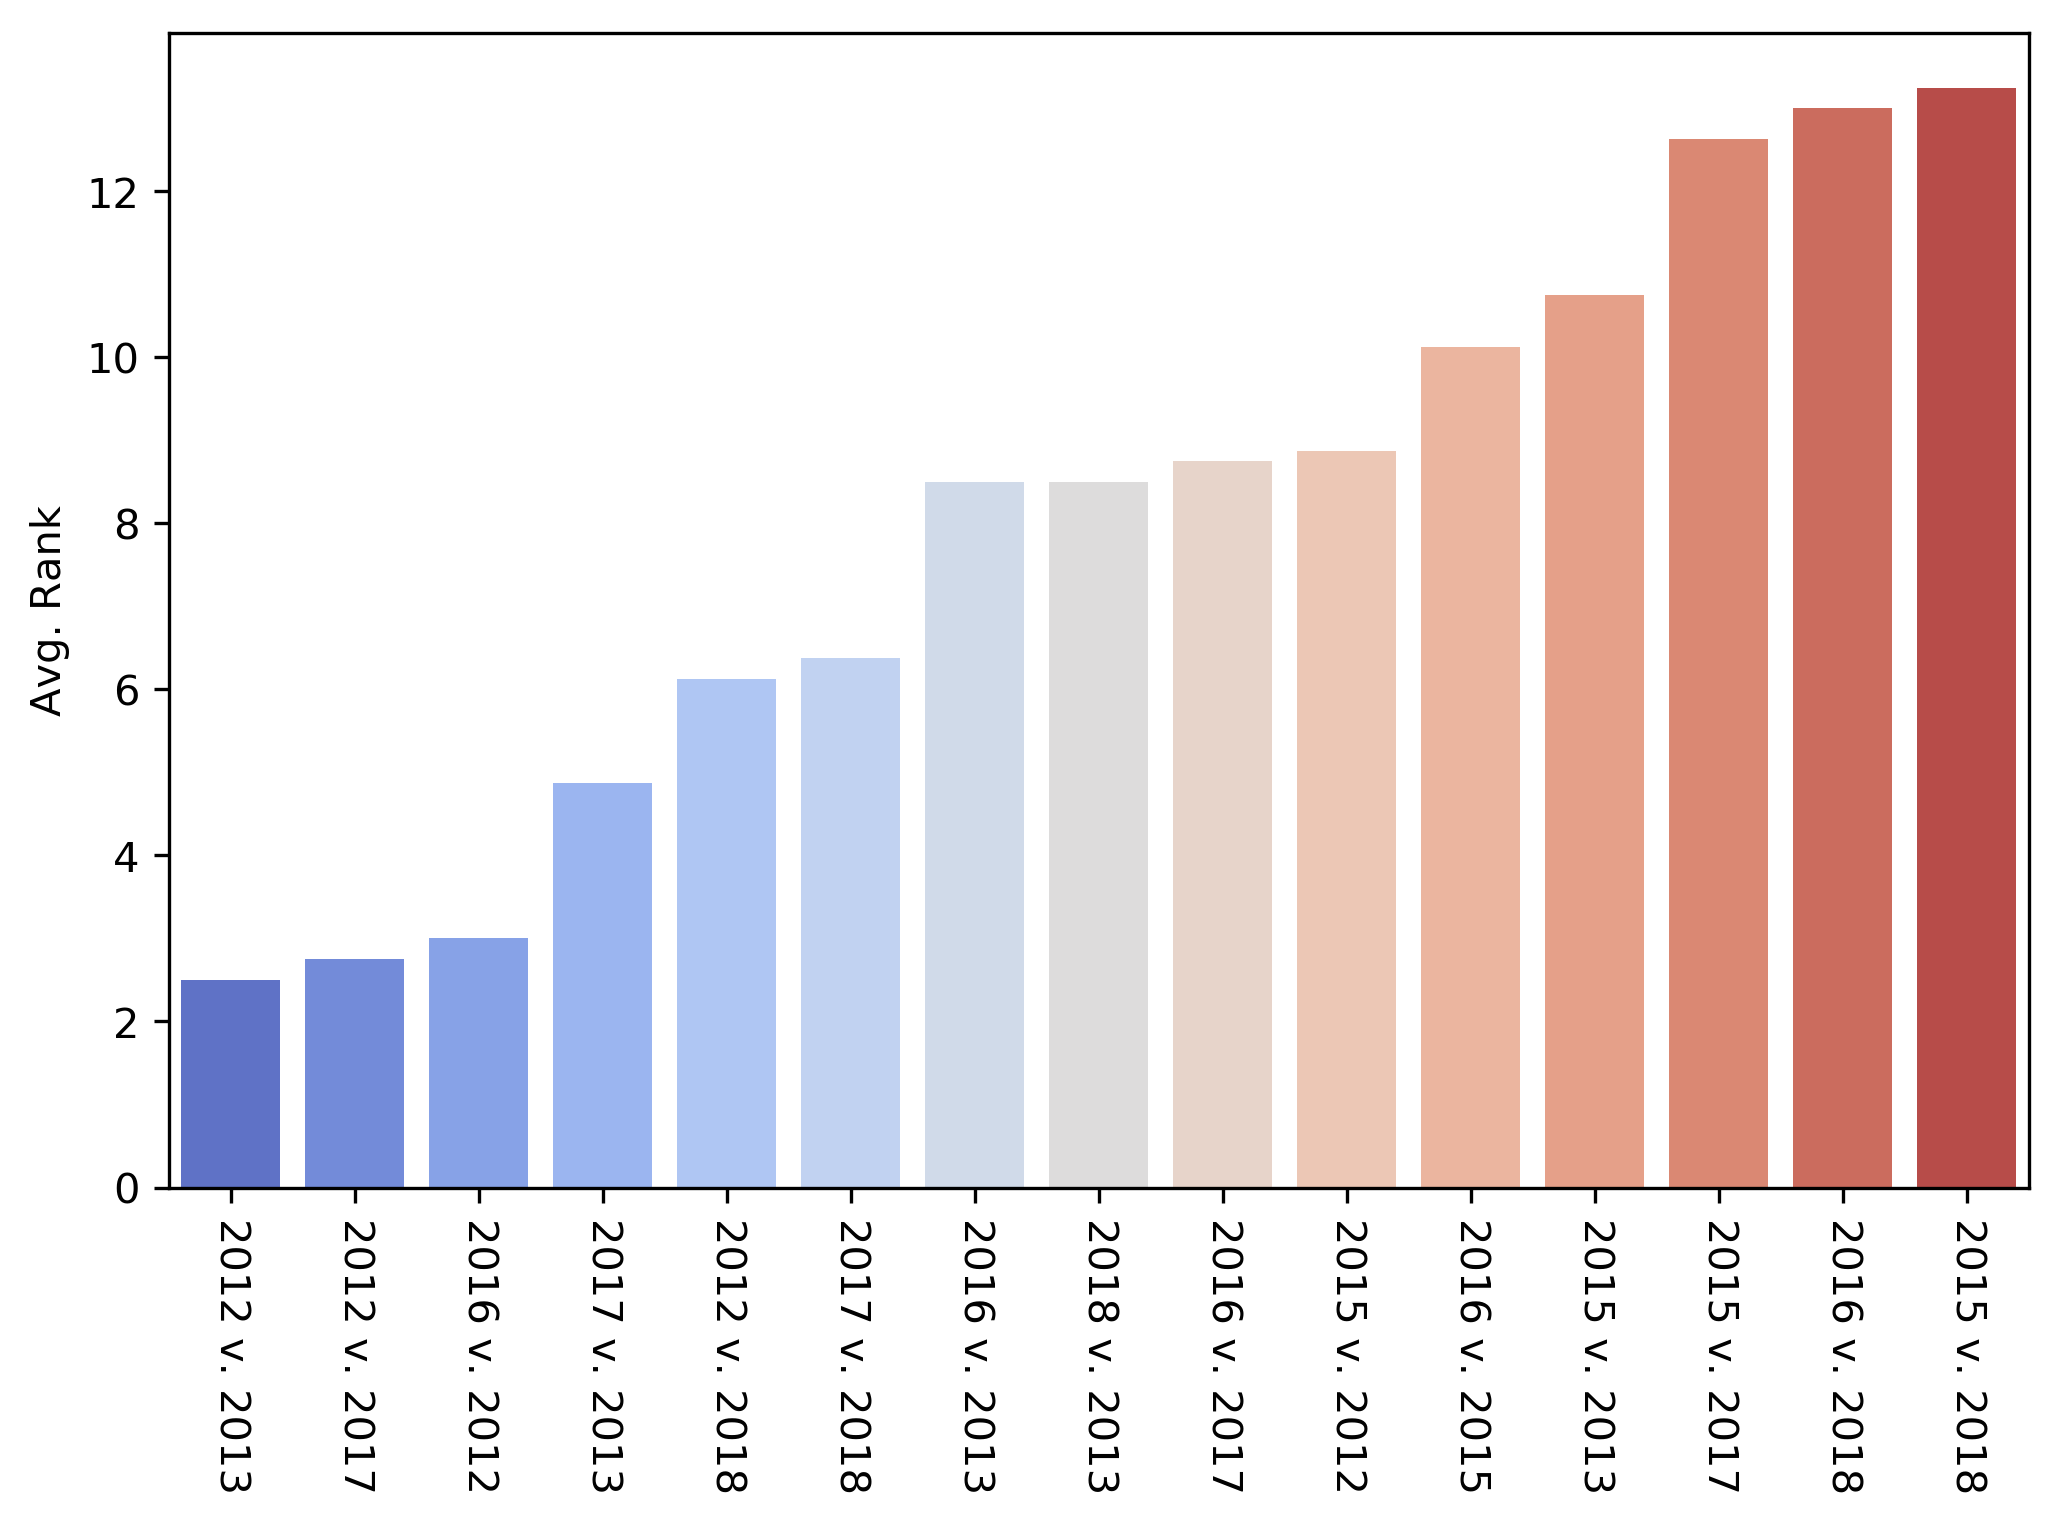 Avg. Rank
12
10
8
6
4
2
0
2012 v. 2013
2012 v. 2017
2016 v. 2012
2017 v. 2013
2012 v. 2018
2017 v. 2018
2016 v. 2013
2018 v. 2013
2016 v. 2017
2015 v. 2012
2016 v. 2015
2015 v. 2013
2015 v. 2017
2016 v. 2018
2015 v. 2018